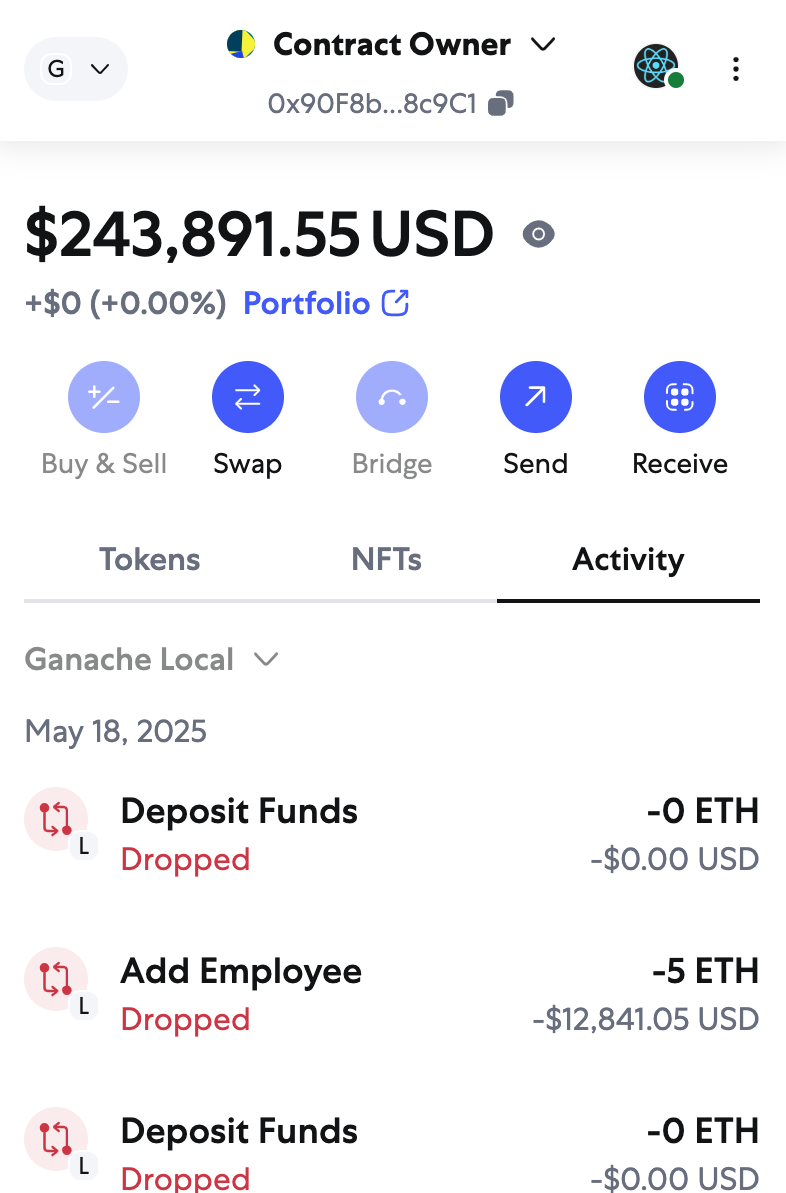 G
Contract Owner
0x90F8b...8c9C1
$243,891.55 USD
+$0 (+0.00%) Portfolio
Buy & Sell
Swap
Bridge
Send
Receive
Tokens
NFTs
Activity
Ganache Local
May 18, 2025
Deposit Funds
-0 ETH
Dropped
-$0.00 USD
L
Add Employee
-5 ETH
Dropped
-$12,841.05 USD
L
Deposit Funds
-0 ETH
Dropped
-$0.00 USD
L